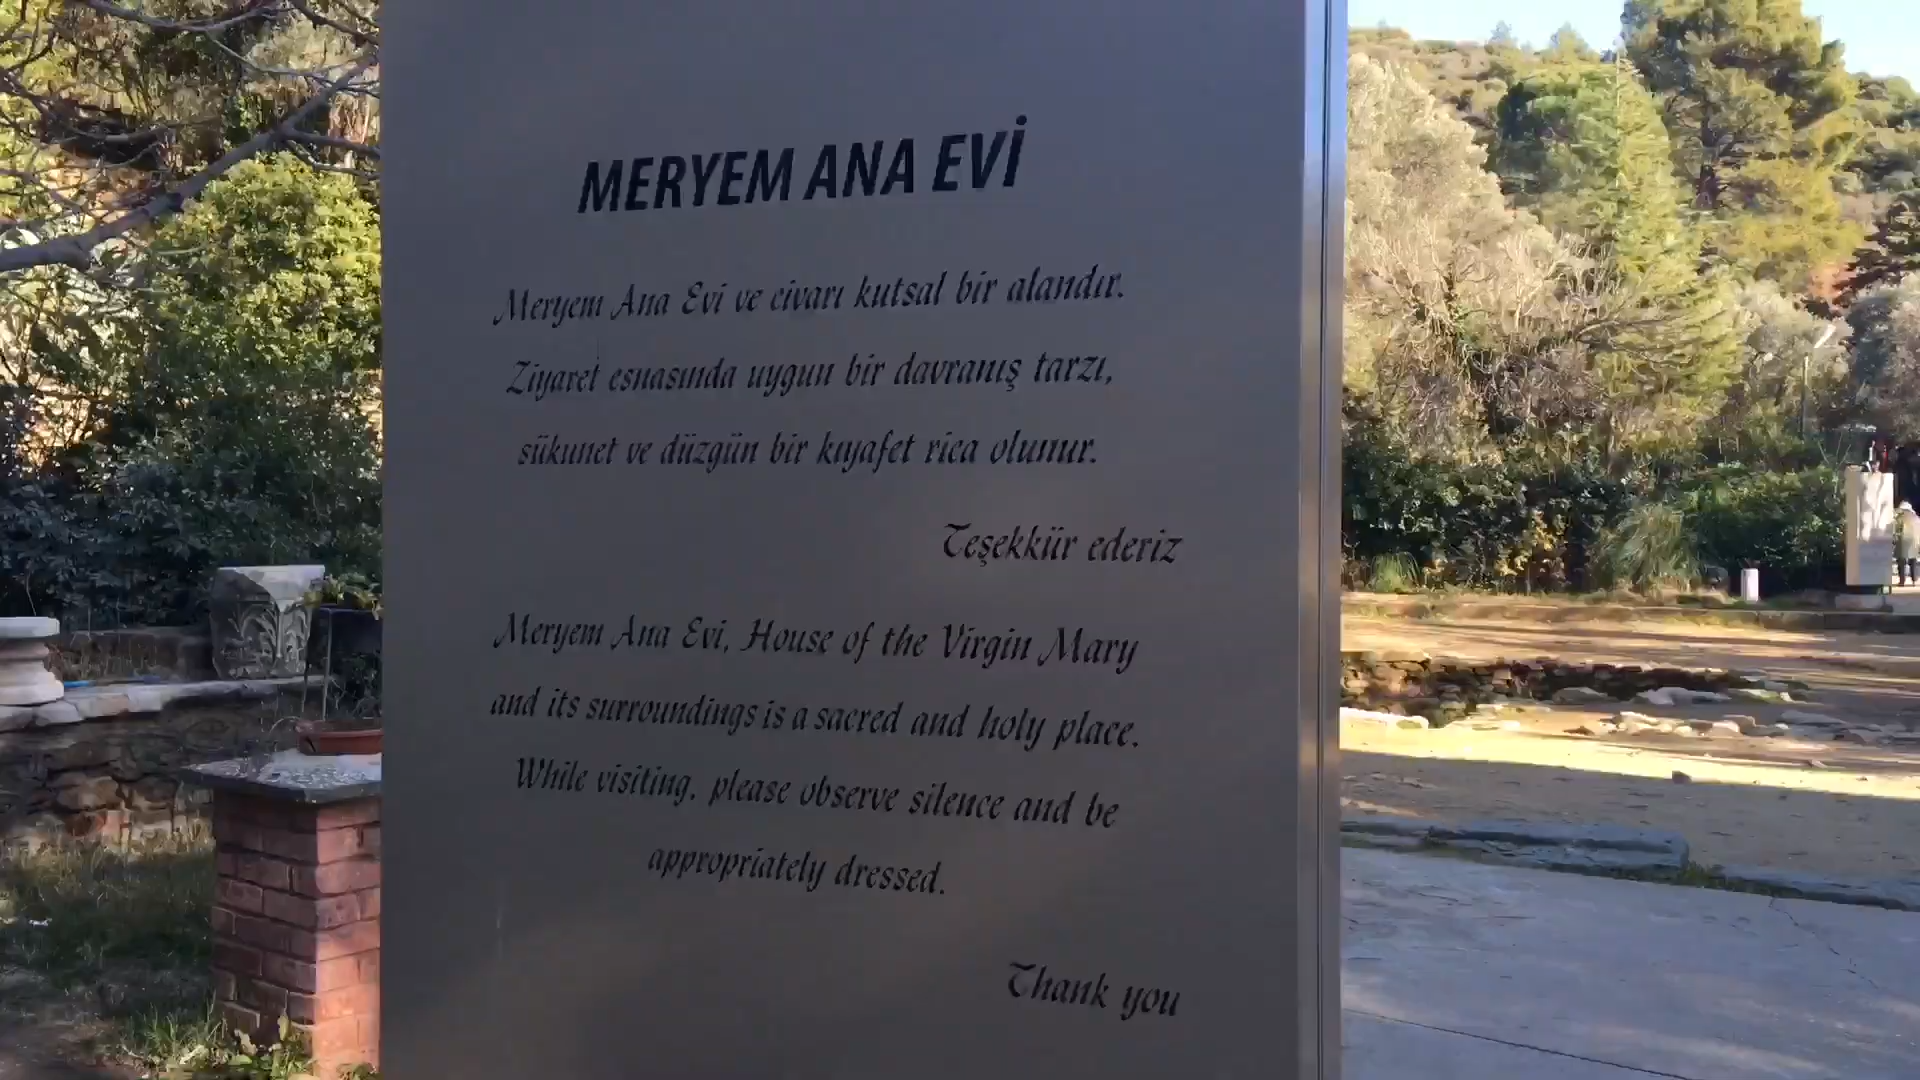 MERYEM ANA EVİ
Meryem Ana Evi ve civarı kutsal bir alandır.
Ziyaret esnasında uygun bir davranış tarzı,
sükunet ve düzgün bir kıyafet rica olunur.
Teşekkür ederiz
Meryem Ana Evi, House of the Virgin Mary
and its surroundings is a sacred and holy place.
While visiting, please observe silence and be
appropriately dressed.
Thank you